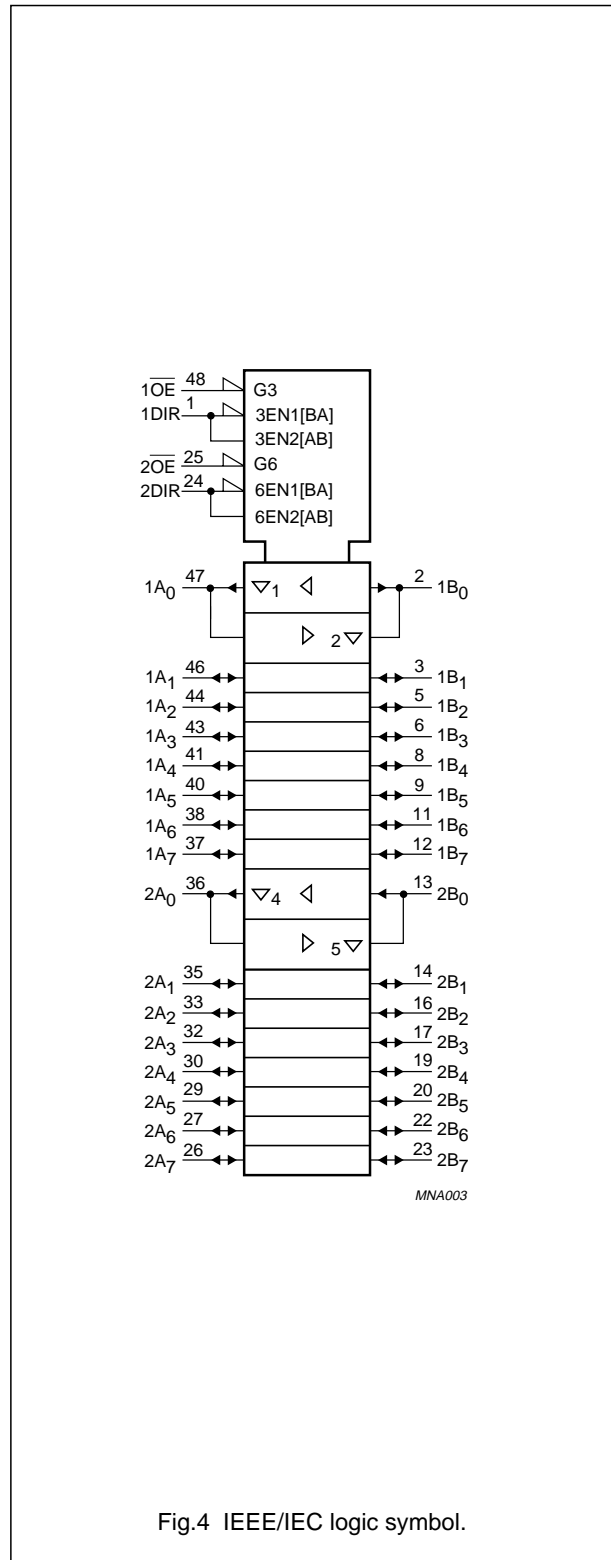 1O̅E̅ 48 G3
1DIR 1 3EN1[BA]
3EN2[AB]
2O̅E̅ 25 G6
2DIR 24 6EN1[BA]
6EN2[AB]
1A0 47 1 2 1B0
2
1A1 46 3 1B1
1A2 44 5 1B2
1A3 43 6 1B3
1A4 41 8 1B4
1A5 40 9 1B5
1A6 38 11 1B6
1A7 37 12 1B7
2A0 36 4 13 2B0
5
2A1 35 14 2B1
2A2 33 16 2B2
2A3 32 17 2B3
2A4 30 19 2B4
2A5 29 20 2B5
2A6 27 22 2B6
2A7 26 23 2B7
MNA003
Fig.4 IEEE/IEC logic symbol.